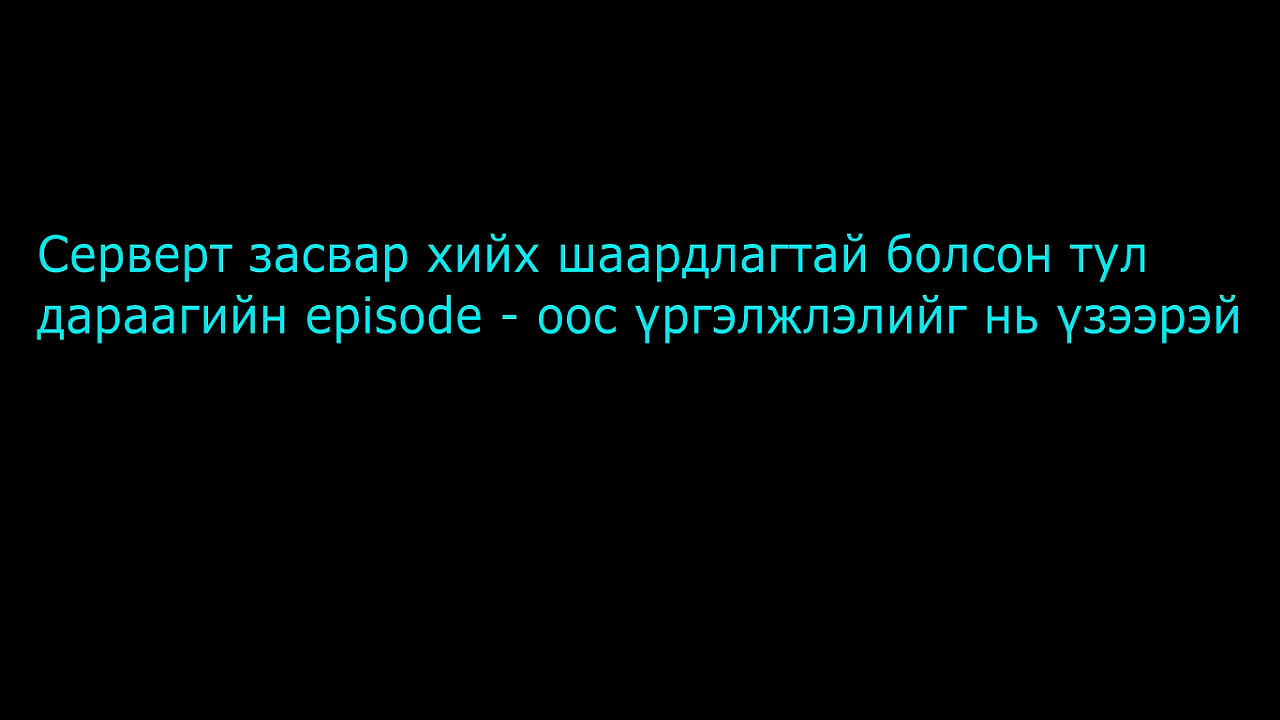 Серверт засвар хийх шаардлагтай болсон тул
дараагийн episode - оос үргэлжлэлийг нь үзээрэй